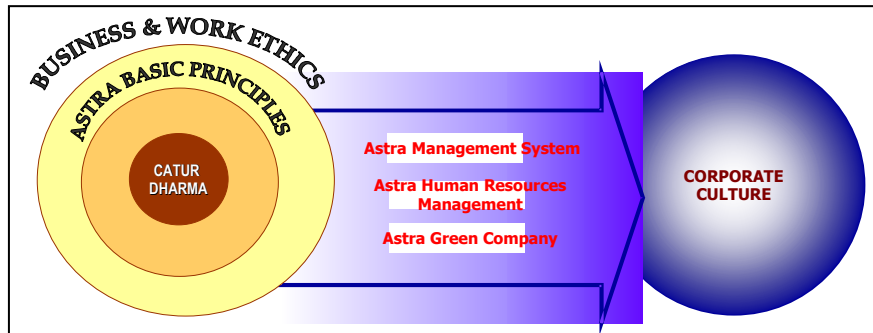 BUSINESS & WORK ETHICS
ASTRA BASIC PRINCIPLES
CATUR
DHARMA
Astra Management System
Astra Human Resources
Management
Astra Green Company
CORPORATE
CULTURE